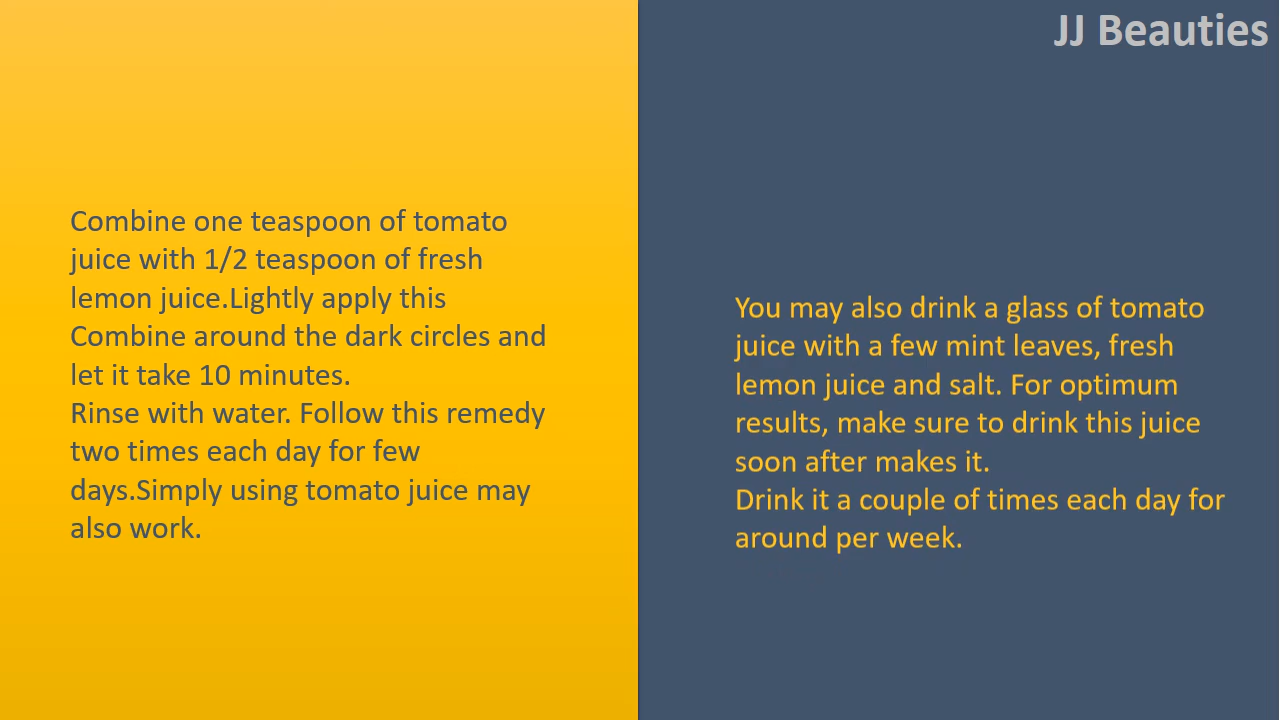 JJ Beauties
Combine one teaspoon of tomato
juice with 1/2 teaspoon of fresh
lemon juice.Lightly apply this
Combine around the dark circles and
let it take 10 minutes.
Rinse with water. Follow this remedy
two times each day for few
days.Simply using tomato juice may
also work.
You may also drink a glass of tomato
juice with a few mint leaves, fresh
lemon juice and salt. For optimum
results, make sure to drink this juice
soon after makes it.
Drink it a couple of times each day for
around per week.